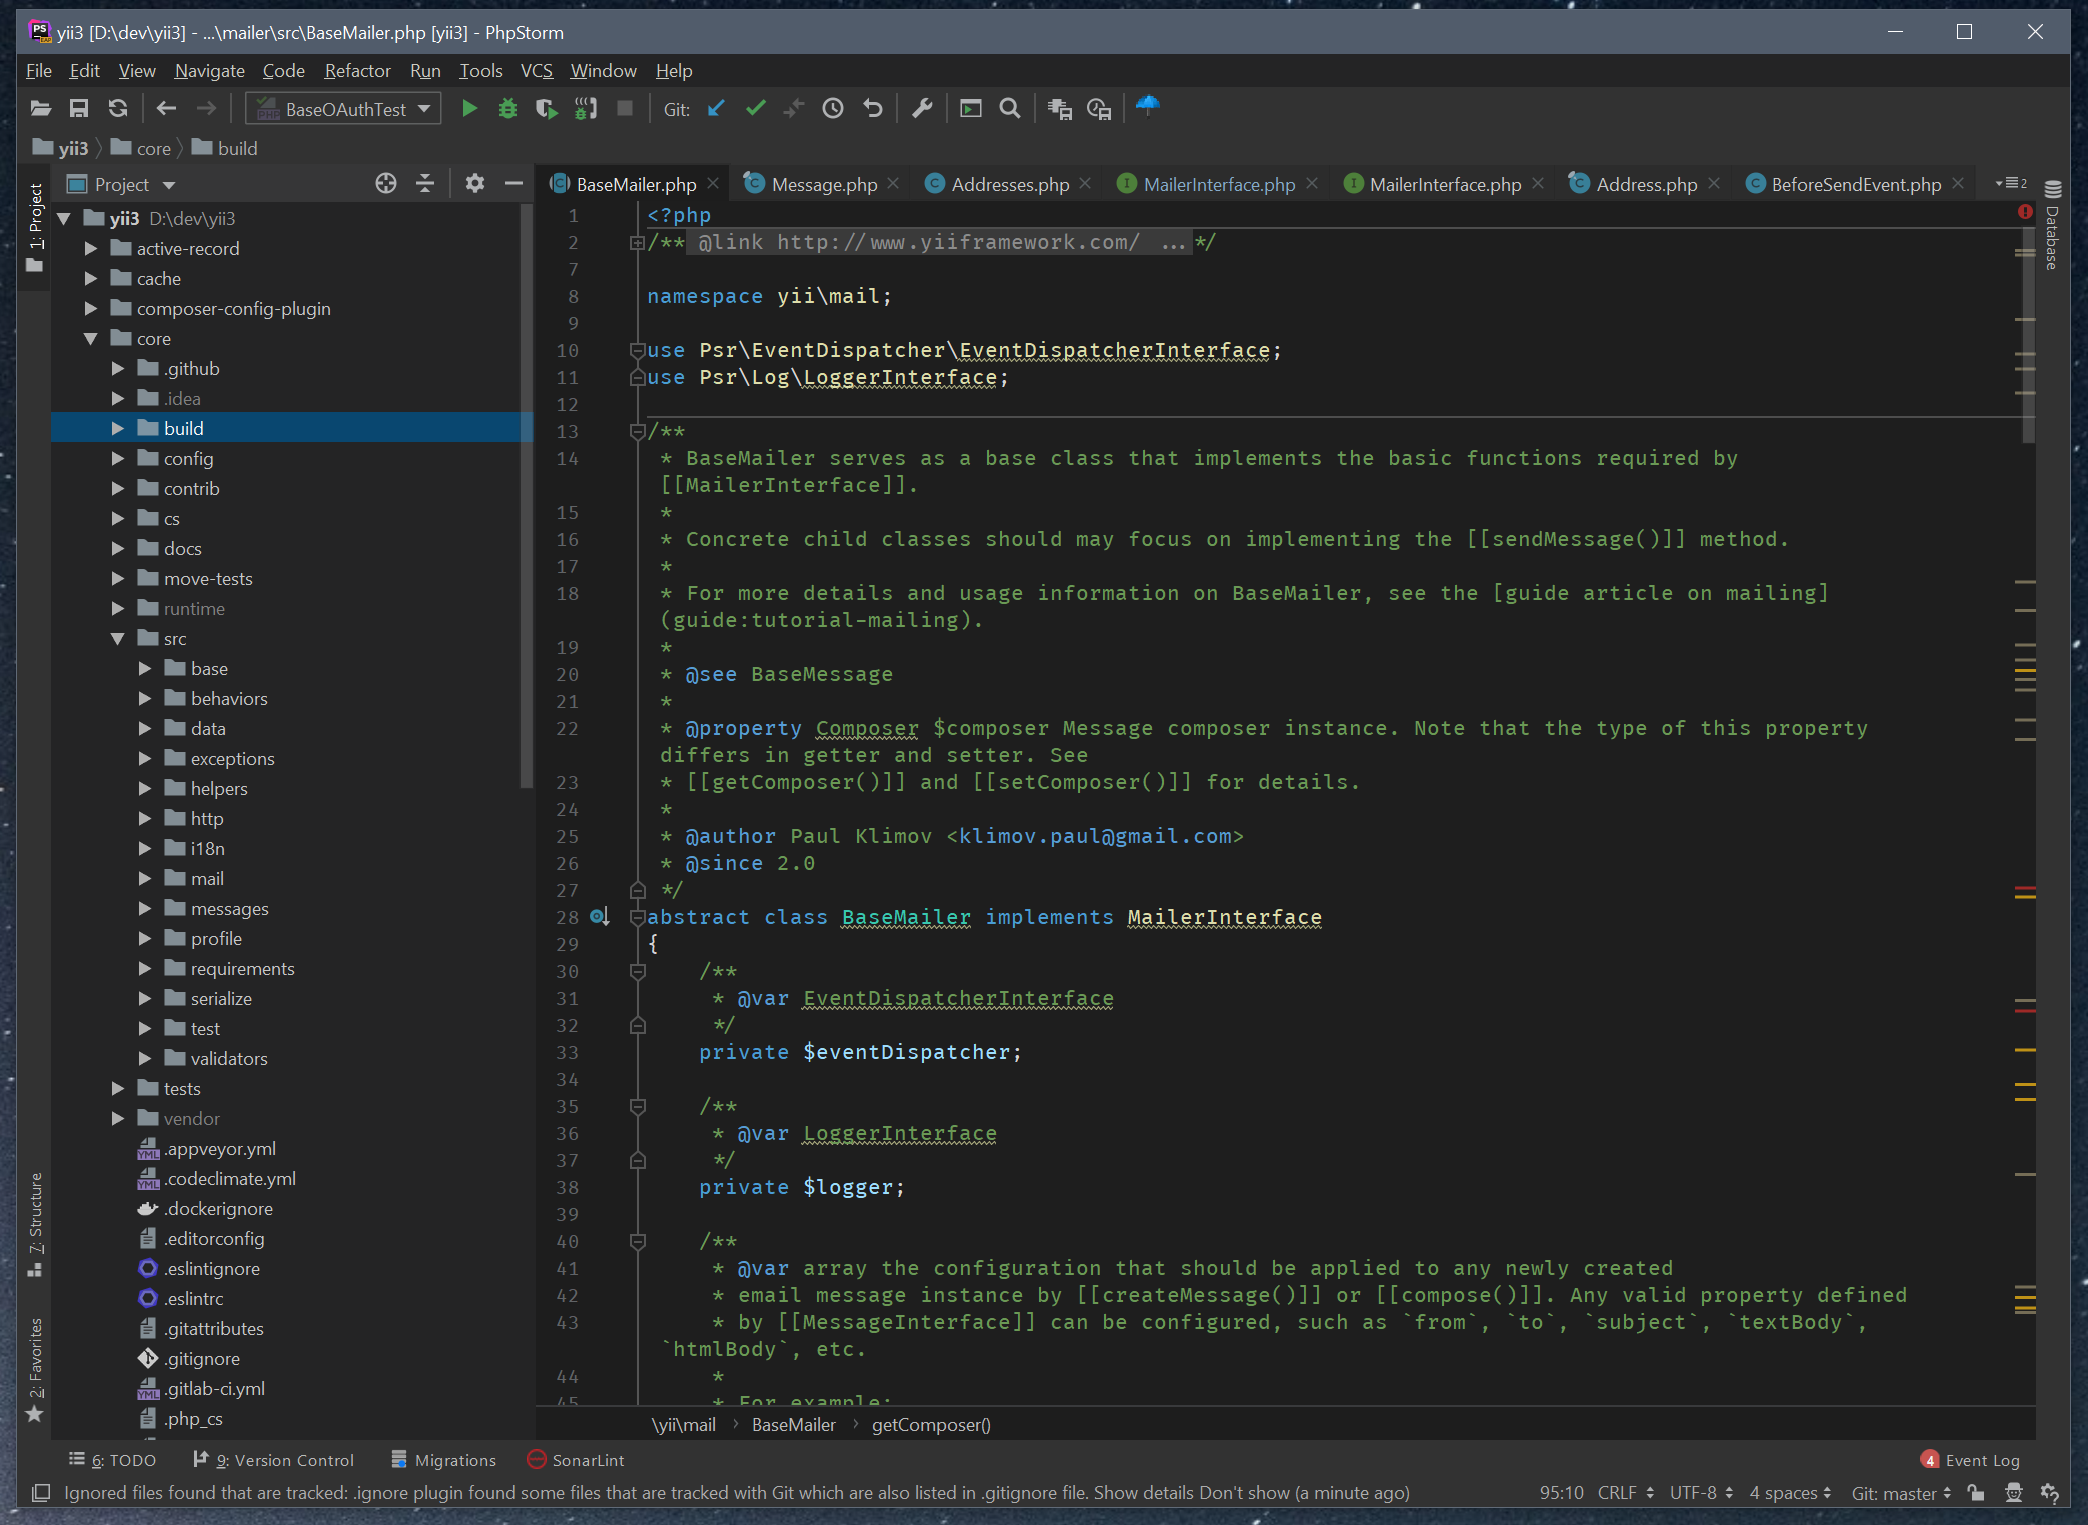 yii3 [D:\dev\yii3] - ...\mailer\src\BaseMailer.php [yii3] - PhpStorm
File Edit View Navigate Code Refactor Run Tools VCS Window Help
BaseOAuthTest Git:
yii3 core build
1: Project
Project
BaseMailer.php Message.php Addresses.php MailerInterface.php MailerInterface.php Address.php BeforeSendEvent.php 2
Database
yii3 D:\dev\yii3
active-record
cache
composer-config-plugin
core
.github
.idea
build
config
contrib
cs
docs
move-tests
runtime
src
base
behaviors
data
exceptions
helpers
http
i18n
mail
messages
profile
requirements
serialize
test
validators
tests
vendor
.appveyor.yml
.codeclimate.yml
.dockerignore
.editorconfig
.eslintignore
.eslintrc
.gitattributes
.gitignore
.gitlab-ci.yml
.php_cs
7: Structure
2: Favorites
1 <?php
2 /** @link http://www.yiiframework.com/ ...*/
7
8 namespace yii\mail;
9
10 use Psr\EventDispatcher\EventDispatcherInterface;
11 use Psr\Log\LoggerInterface;
12
13 /**
14 * BaseMailer serves as a base class that implements the basic functions required by
[[MailerInterface]].
15 *
16 * Concrete child classes should may focus on implementing the [[sendMessage()]] method.
17 *
18 * For more details and usage information on BaseMailer, see the [guide article on mailing]
(guide:tutorial-mailing).
19 *
20 * @see BaseMessage
21 *
22 * @property Composer $composer Message composer instance. Note that the type of this property
differs in getter and setter. See
23 * [[getComposer()]] and [[setComposer()]] for details.
24 *
25 * @author Paul Klimov <klimov.paul@gmail.com>
26 * @since 2.0
27 */
28 abstract class BaseMailer implements MailerInterface
29 {
30 /**
31 * @var EventDispatcherInterface
32 */
33 private $eventDispatcher;
34
35 /**
36 * @var LoggerInterface
37 */
38 private $logger;
39
40 /**
41 * @var array the configuration that should be applied to any newly created
42 * email message instance by [[createMessage()]] or [[compose()]]. Any valid property defined
43 * by [[MessageInterface]] can be configured, such as `from`, `to`, `subject`, `textBody`,
`htmlBody`, etc.
44 *
45 * For example:
\yii\mail BaseMailer getComposer()
6: TODO 9: Version Control Migrations SonarLint 4 Event Log
Ignored files found that are tracked: .ignore plugin found some files that are tracked with Git which are also listed in .gitignore file. Show details Don't show (a minute ago) 95:10 CRLF UTF-8 4 spaces Git: master